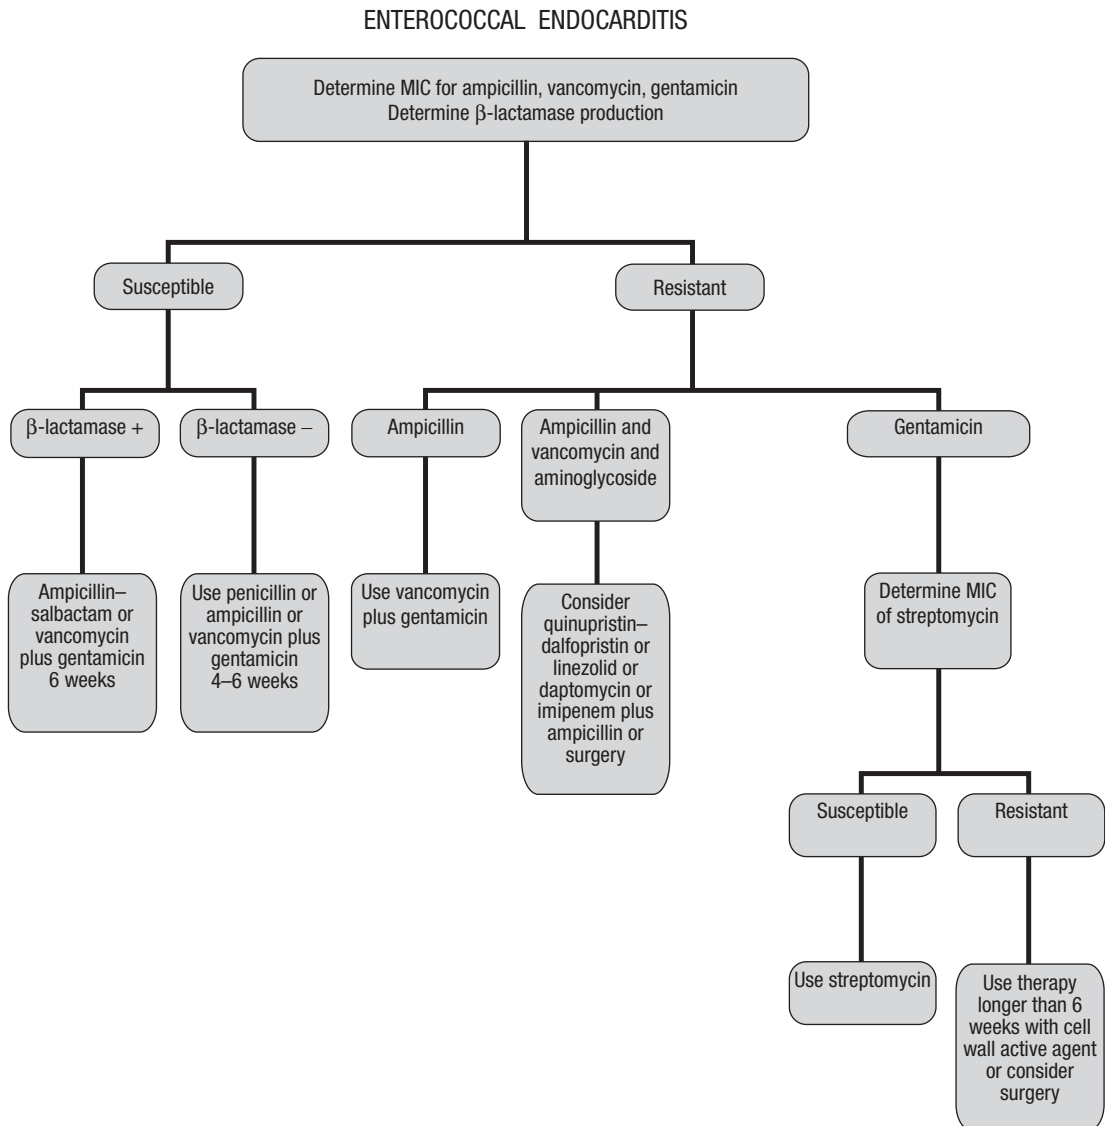 ENTEROCOCCAL ENDOCARDITIS
Determine MIC for ampicillin, vancomycin, gentamicin
Determine β-lactamase production
Susceptible
Resistant
β-lactamase +
β-lactamase –
Ampicillin
Ampicillin and
vancomycin and
aminoglycoside
Gentamicin
Ampicillin–
salbactam or
vancomycin
plus gentamicin
6 weeks
Use penicillin or
ampicillin or
vancomycin plus
gentamicin
4–6 weeks
Use vancomycin
plus gentamicin
Consider
quinupristin–
dalfopristin or
linezolid or
daptomycin or
imipenem plus
ampicillin or
surgery
Determine MIC
of streptomycin
Susceptible
Resistant
Use streptomycin
Use therapy
longer than 6
weeks with cell
wall active agent
or consider
surgery